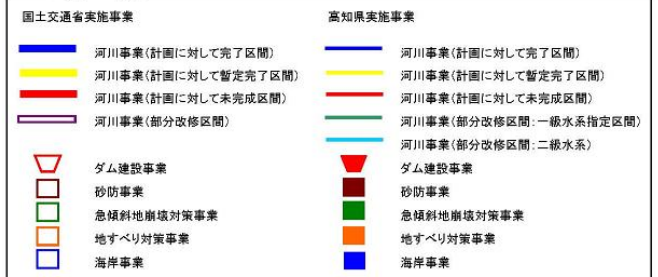 国土交通省実施事業
河川事業(計画に対して完了区間)
河川事業(計画に対して暫定完了区間)
河川事業(計画に対して未完成区間)
河川事業(部分改修区間)
ダム建設事業
砂防事業
急傾斜地崩壊対策事業
地すべり対策事業
海岸事業
高知県実施事業
河川事業(計画に対して完了区間)
河川事業(計画に対して暫定完了区間)
河川事業(計画に対して未完成区間)
河川事業(部分改修区間:一級水系指定区間)
河川事業(部分改修区間:二級水系)
ダム建設事業
砂防事業
急傾斜地崩壊対策事業
地すべり対策事業
海岸事業